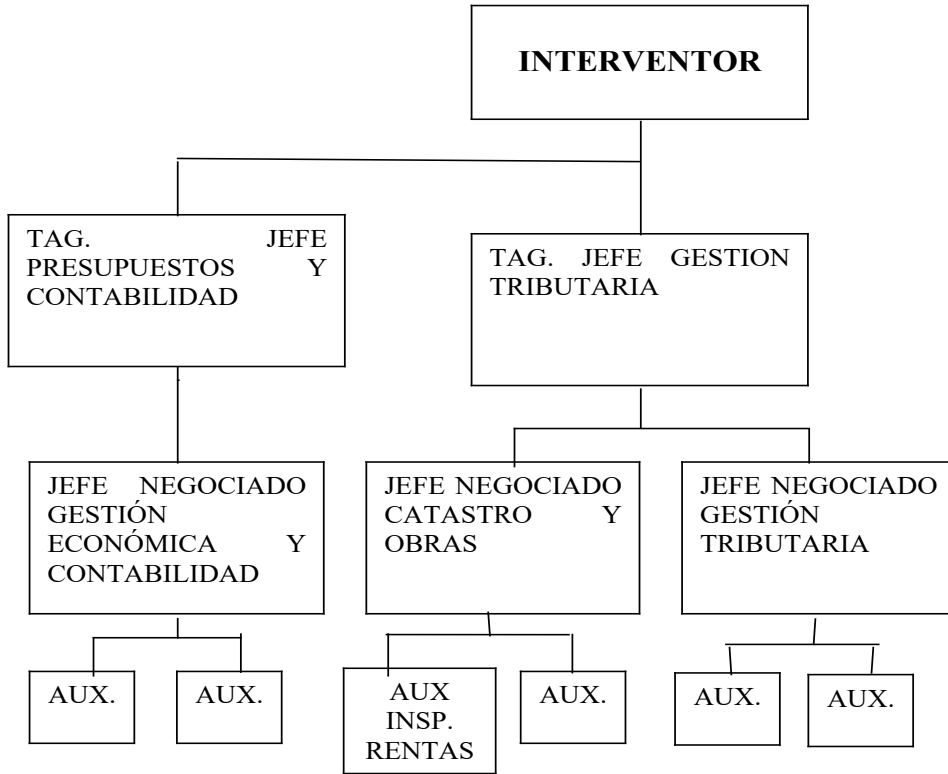 INTERVENTOR
TAG. JEFE
PRESUPUESTOS Y
CONTABILIDAD
TAG. JEFE GESTION
TRIBUTARIA
JEFE NEGOCIADO
GESTIÓN
ECONÓMICA Y
CONTABILIDAD
JEFE NEGOCIADO
CATASTRO Y
OBRAS
JEFE NEGOCIADO
GESTIÓN
TRIBUTARIA
AUX.
AUX.
AUX
INSP.
RENTAS
AUX.
AUX.
AUX.